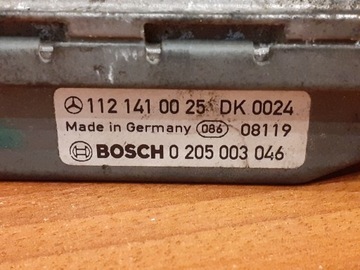 112 141 00 25 DK 0024
Made in Germany 086 08119
BOSCH 0 205 003 046